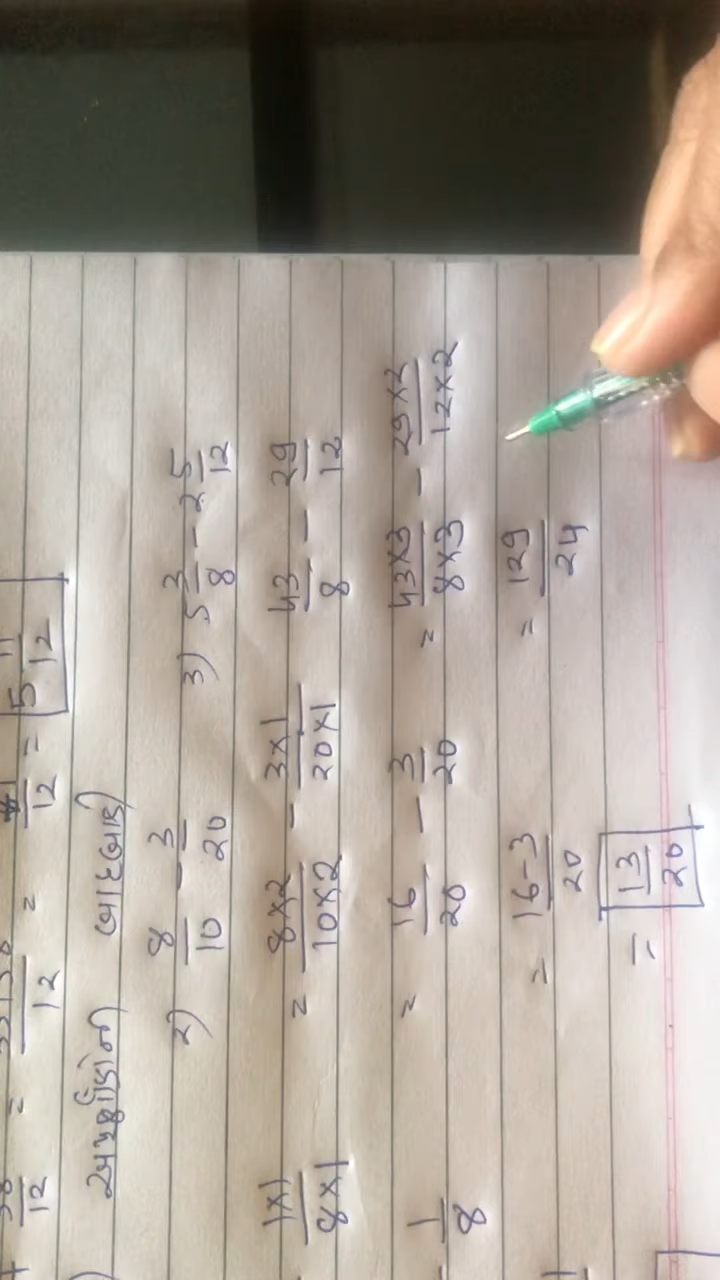 12 = 12 = 12 = 5 11/12
અપૂર્ણાંકોની બાદબાકી
2) 8/10 - 3/20
= 8×2/10×2 - 3×1/20×1
= 16/20 - 3/20
= 16-3/20
= 13/20
3) 5 3/8 - 2 5/12
43/8 - 29/12
= 43×3/8×3 - 29×2/12×2
= 129/24
1×1/8×1
1/8